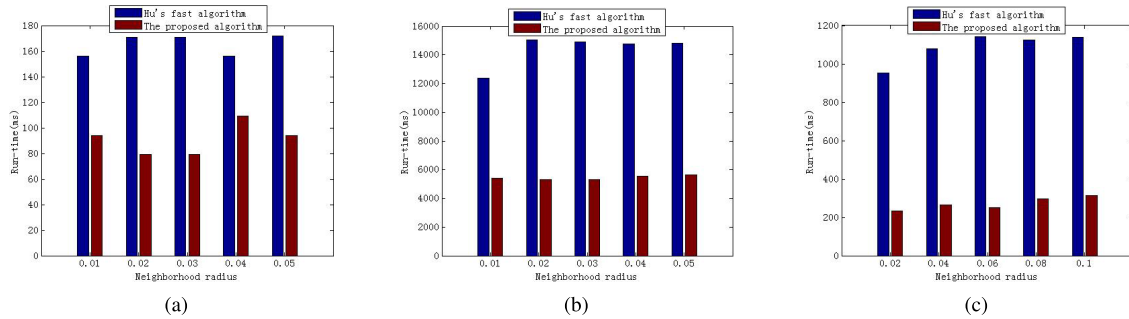 Hu's fast algorithm
The proposed algorithm
180
160
140
120
100
80
60
40
20
0
Run-time(ms)
0.01 0.02 0.03 0.04 0.05
Neighborhood radius
(a)
Hu's fast algorithm
The proposed algorithm
16000
14000
12000
10000
8000
6000
4000
2000
0
Run-time(ms)
0.01 0.02 0.03 0.04 0.05
Neighborhood radius
(b)
Hu's fast algorithm
The proposed algorithm
1200
1000
800
600
400
200
0
Run-time(ms)
0.02 0.04 0.06 0.08 0.1
Neighborhood radius
(c)